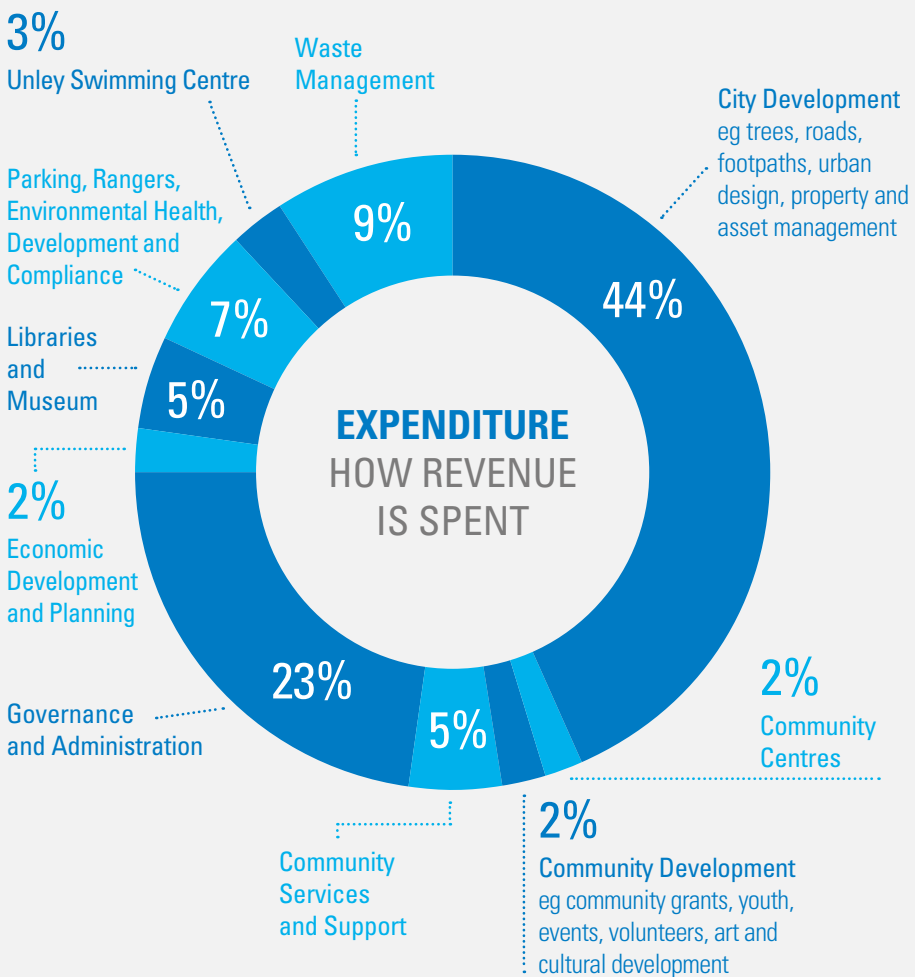 3%
Unley Swimming Centre
Waste
Management
9%
City Development
eg trees, roads,
footpaths, urban
design, property and
asset management
44%
Parking, Rangers,
Environmental Health,
Development and
Compliance
7%
Libraries
and
Museum
5%
EXPENDITURE
HOW REVENUE
IS SPENT
2%
Economic
Development
and Planning
Governance
and Administration
23%
5%
Community
Services
and Support
2%
Community
Centres
2%
Community Development
eg community grants, youth,
events, volunteers, art and
cultural development